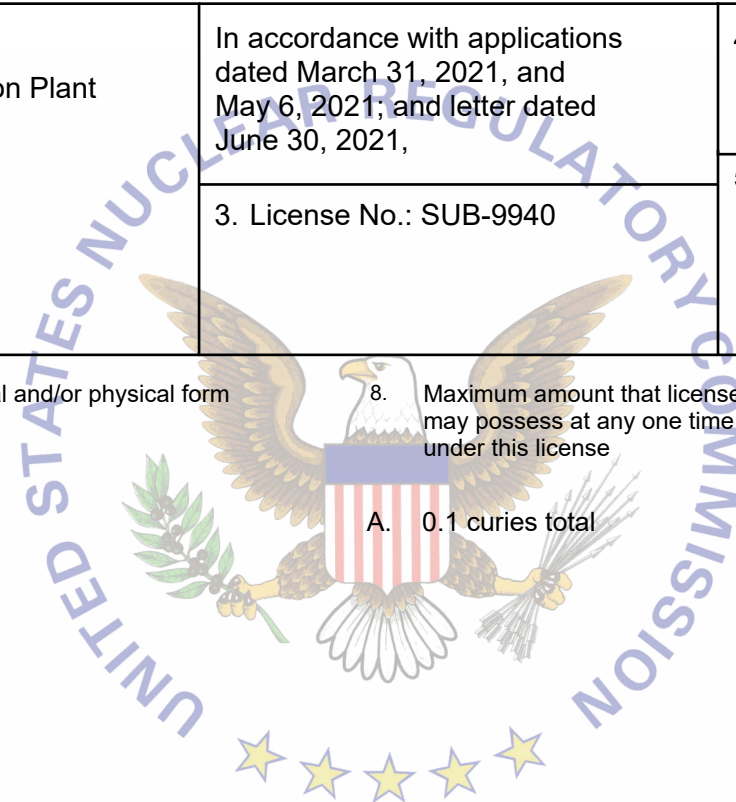 on Plant
In accordance with applications
dated March 31, 2021, and
May 6, 2021; and letter dated
June 30, 2021,
3. License No.: SUB-9940
al and/or physical form
8. Maximum amount that license
may possess at any one time
under this license
A. 0.1 curies total
UNITED STATES NUCLEAR REGULATORY COMMISSION